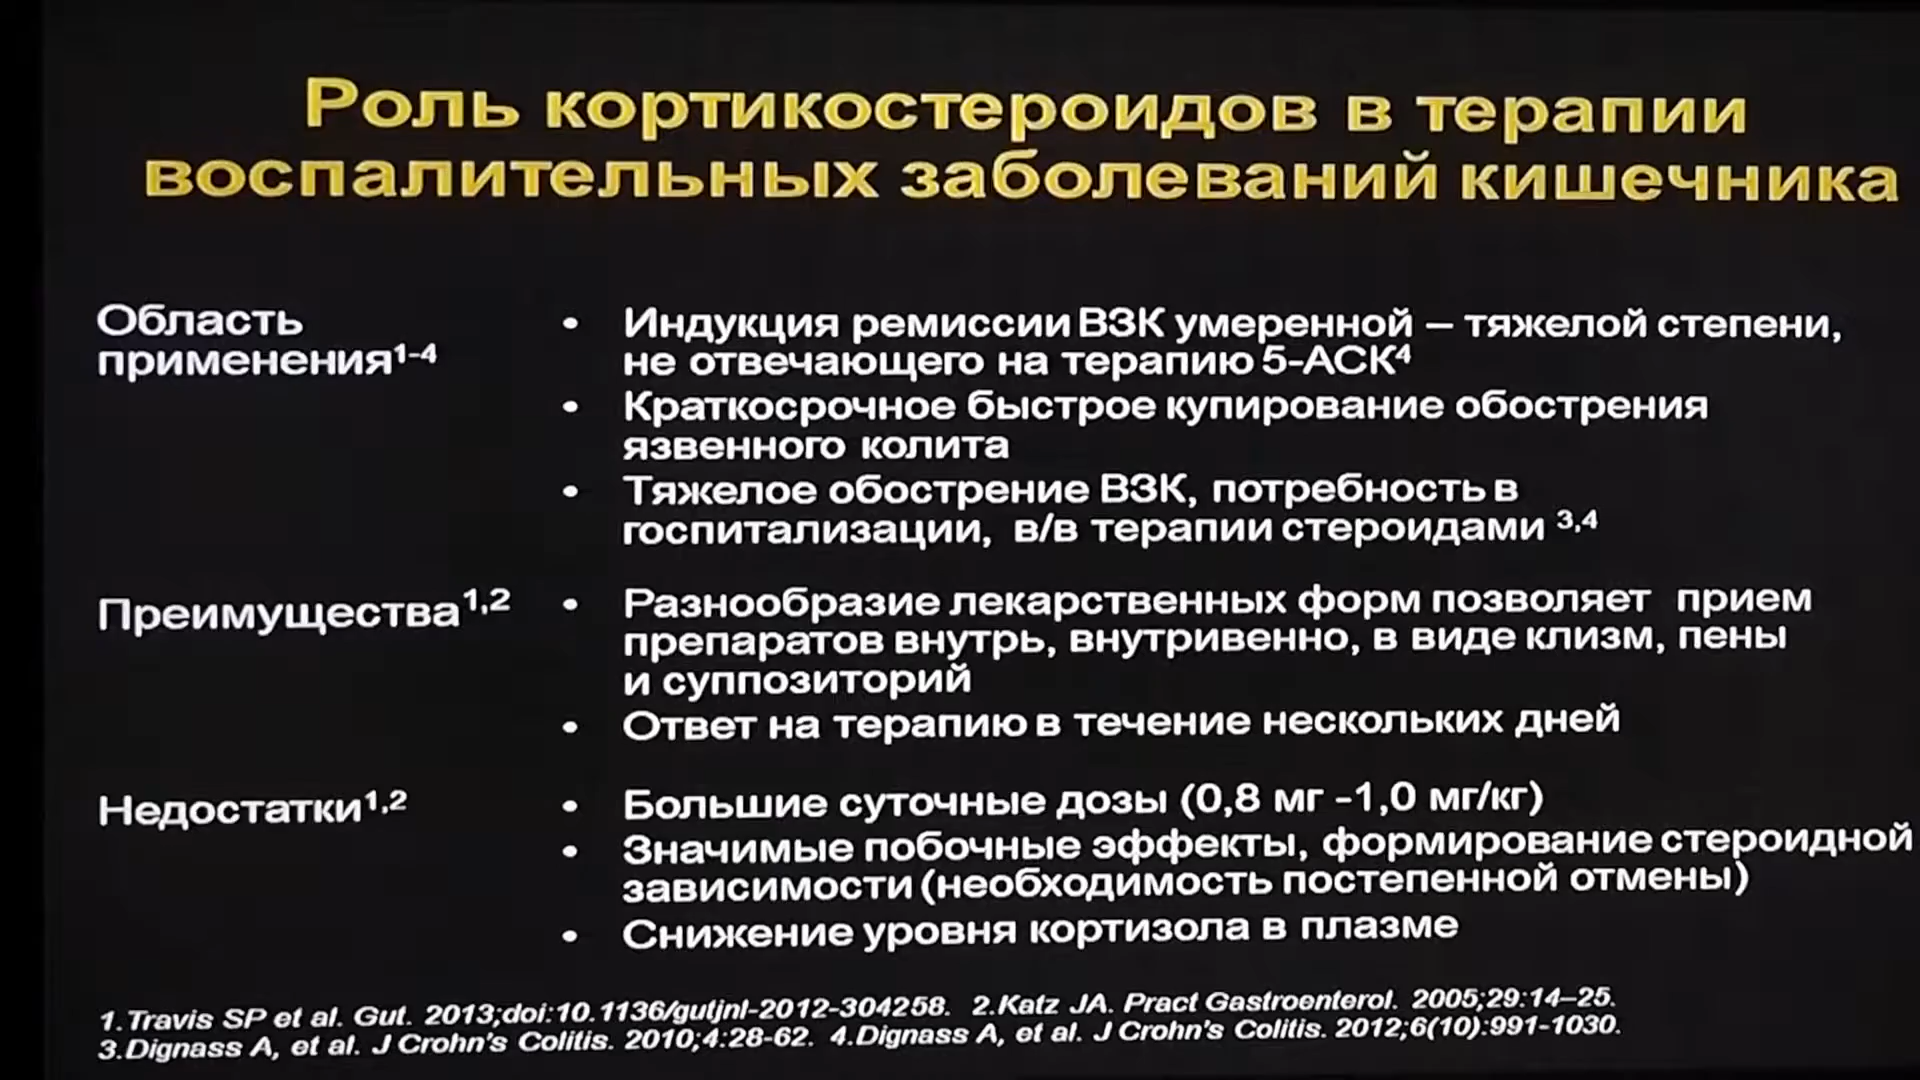 Роль кортикостероидов в терапии
воспалительных заболеваний кишечника
Область
применения1-4
• Индукция ремиссии ВЗК умеренной – тяжелой степени,
не отвечающего на терапию 5-АСК4
• Краткосрочное быстрое купирование обострения
язвенного колита
• Тяжелое обострение ВЗК, потребность в
госпитализации, в/в терапии стероидами 3,4
Преимущества1,2
• Разнообразие лекарственных форм позволяет прием
препаратов внутрь, внутривенно, в виде клизм, пены
и суппозиторий
• Ответ на терапию в течение нескольких дней
Недостатки1,2
• Большие суточные дозы (0,8 мг -1,0 мг/кг)
• Значимые побочные эффекты, формирование стероидной
зависимости (необходимость постепенной отмены)
• Снижение уровня кортизола в плазме
1.Travis SP et al. Gut. 2013;doi:10.1136/gutjnl-2012-304258. 2.Katz JA. Pract Gastroenterol. 2005;29:14–25.
3.Dignass A, et al. J Crohn's Colitis. 2010;4:28-62. 4.Dignass A, et al. J Crohn's Colitis. 2012;6(10):991-1030.